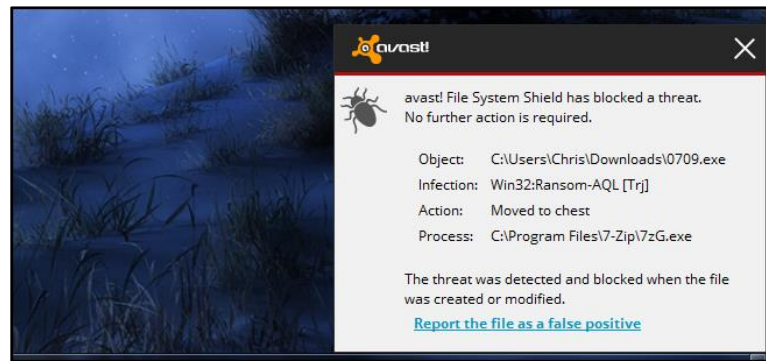 avast!
avast! File System Shield has blocked a threat.
No further action is required.
Object: C:\Users\Chris\Downloads\0709.exe
Infection: Win32:Ransom-AQL [Trj]
Action: Moved to chest
Process: C:\Program Files\7-Zip\7zG.exe
The threat was detected and blocked when the file
was created or modified.
Report the file as a false positive